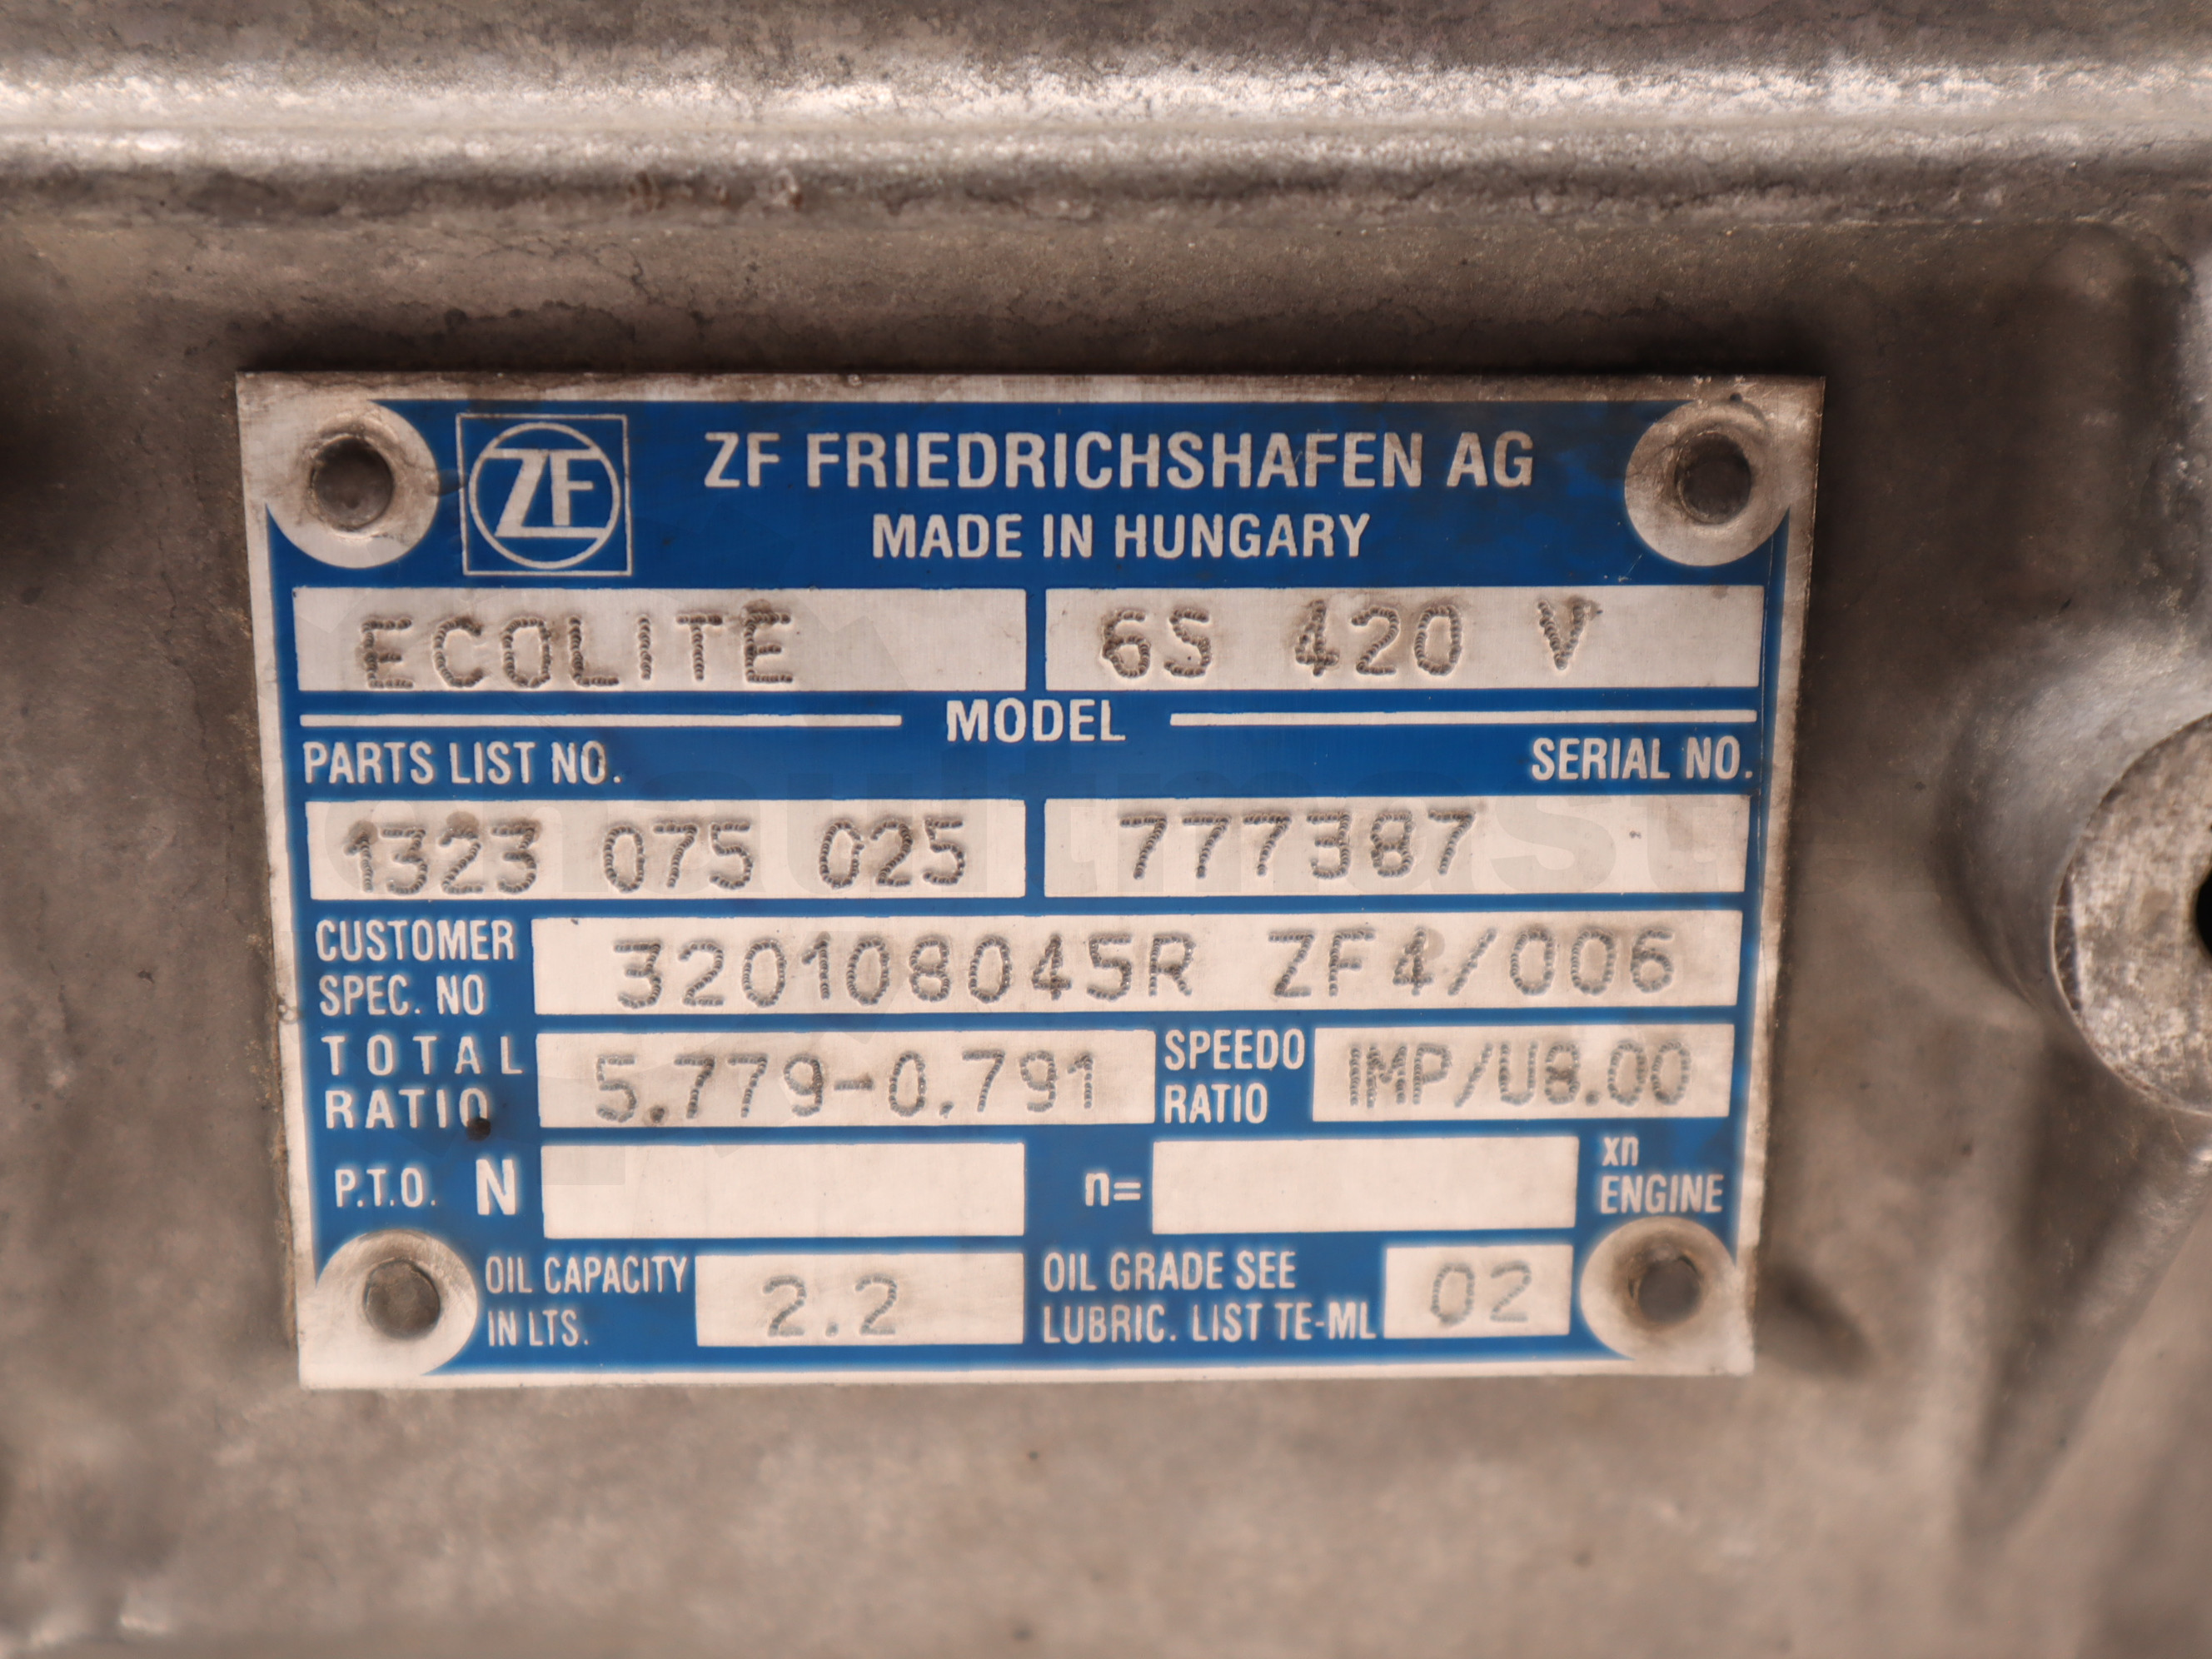 ZF
ZF FRIEDRICHSHAFEN AG
MADE IN HUNGARY
ECOLITE 6S 420 V
MODEL
PARTS LIST NO. SERIAL NO.
1323 075 025 777387
CUSTOMER SPEC. NO 320108045R ZF4/006
TOTAL RATIO 5.779-0.791 SPEEDO RATIO IMP/U8.00
P.T.O. N n= xn ENGINE
OIL CAPACITY IN LTS. 2.2 OIL GRADE SEE LUBRIC. LIST TE-ML 02